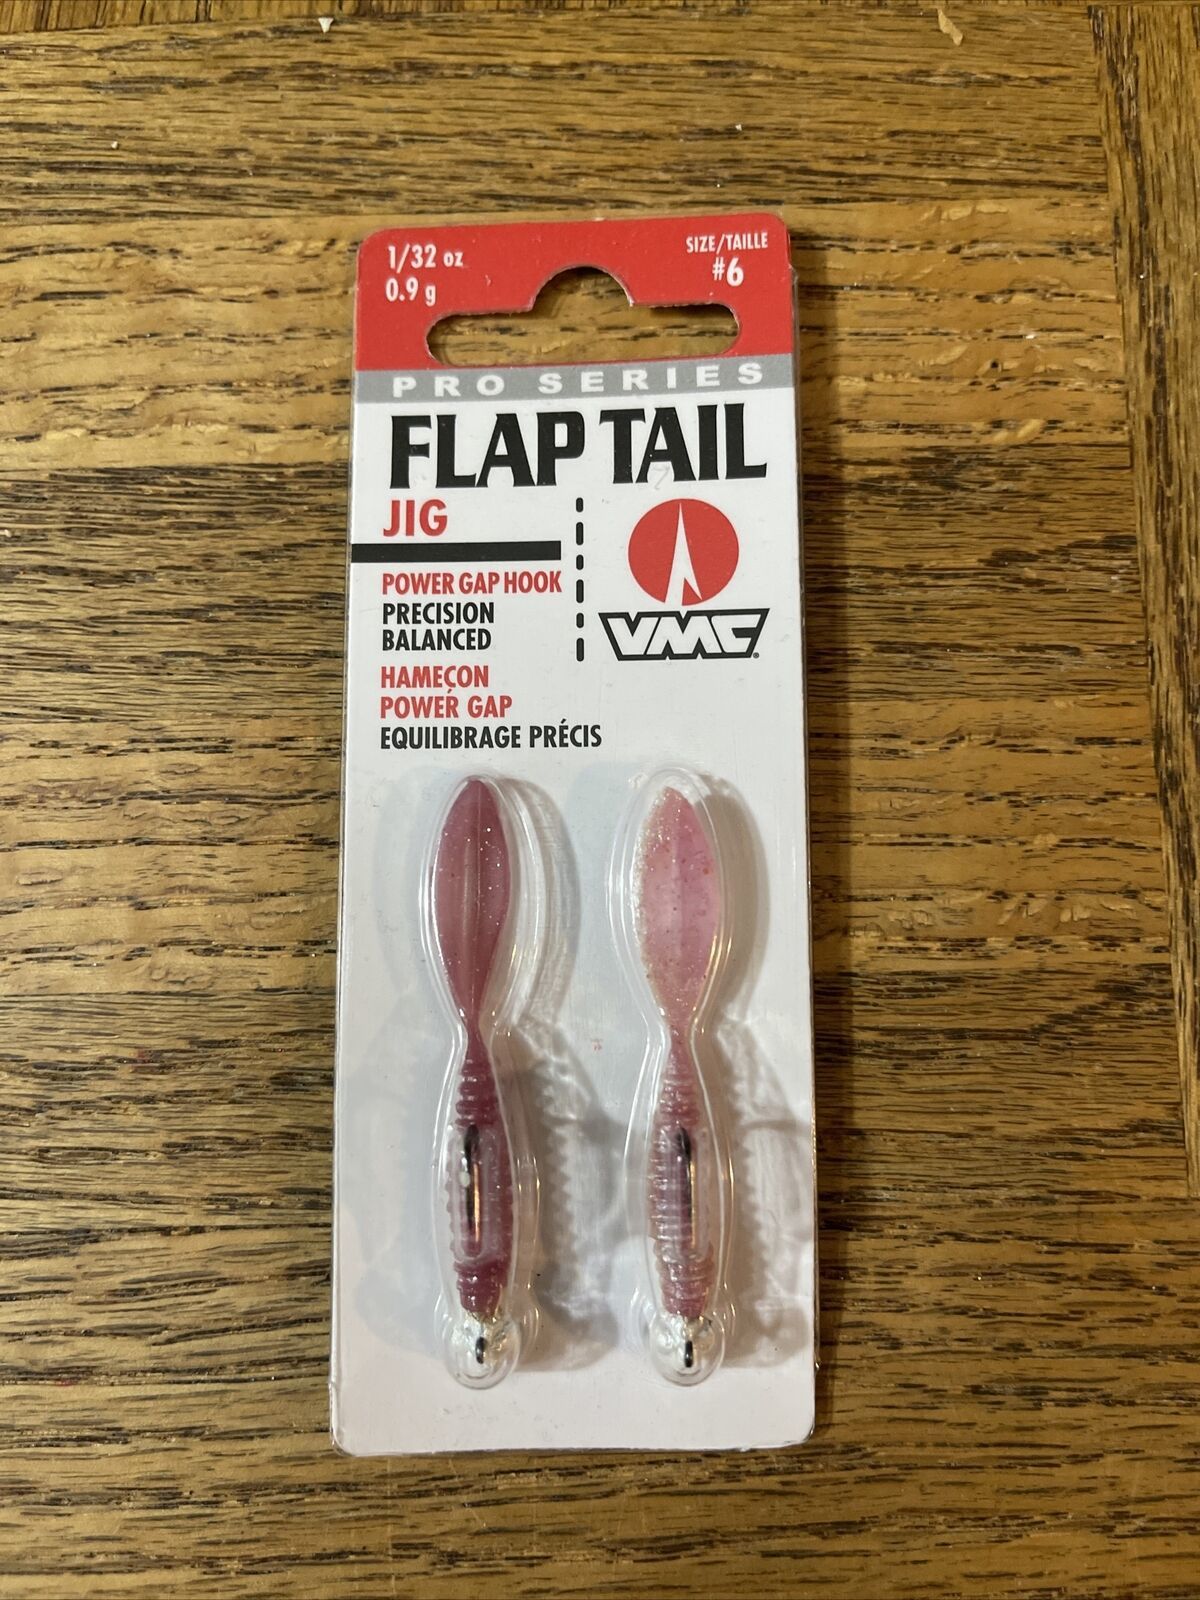 1/32 oz
0.9 g
SIZE/TAILLE
#6
PRO SERIES
FLAP TAIL
JIG
POWER GAP HOOK
PRECISION
BALANCED
HAMEÇON
POWER GAP
EQUILIBRAGE PRÉCIS
VMC®